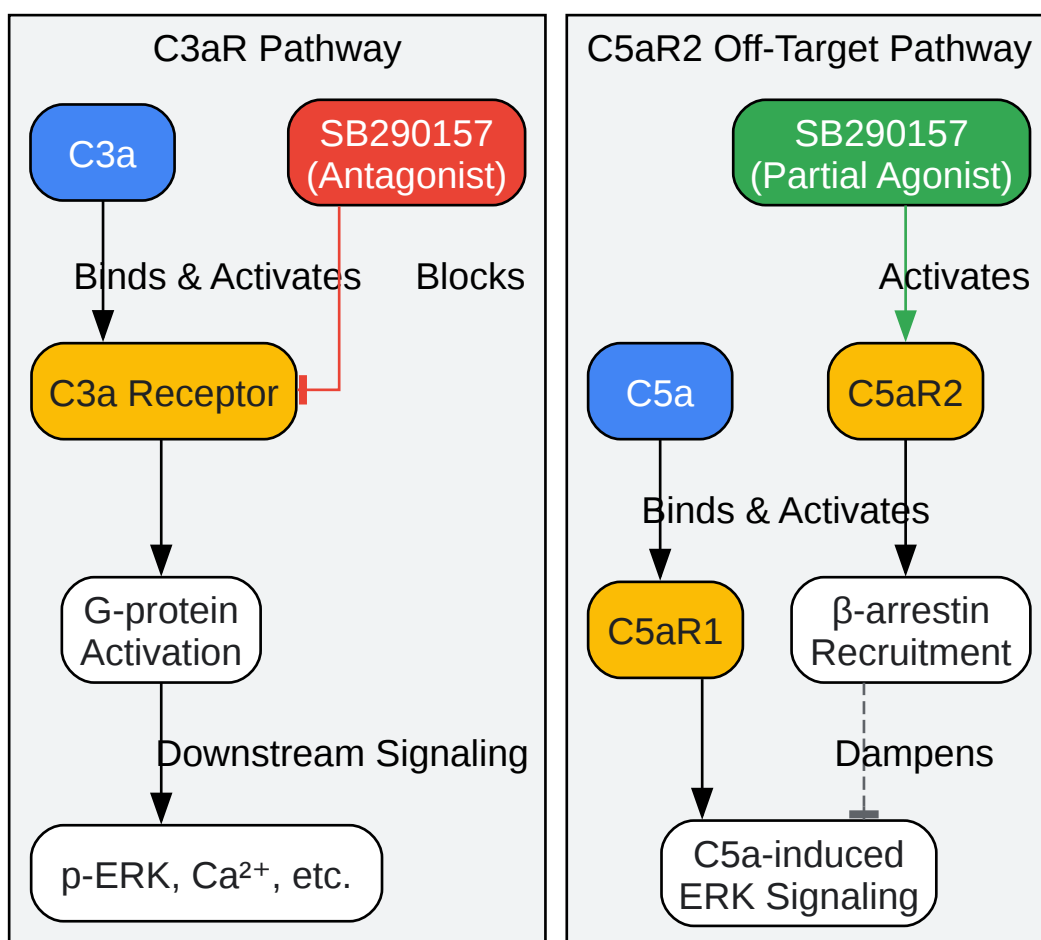 C3aR Pathway
C3a
SB290157
(Antagonist)
Binds & Activates
Blocks
C3a Receptor
G-protein
Activation
Downstream Signaling
p-ERK, Ca²⁺, etc.
C5aR2 Off-Target Pathway
SB290157
(Partial Agonist)
Activates
C5a
C5aR2
Binds & Activates
C5aR1
β-arrestin
Recruitment
Dampens
C5a-induced
ERK Signaling